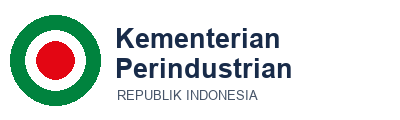 Kementerian
Perindustrian
REPUBLIK INDONESIA